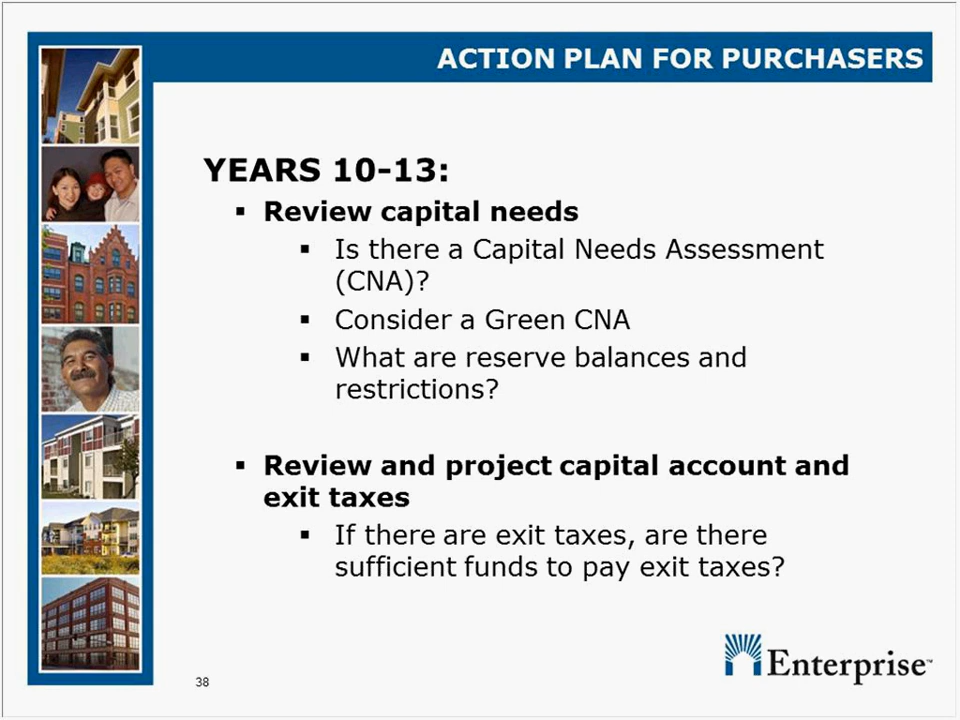 ACTION PLAN FOR PURCHASERS
YEARS 10-13:
▪ Review capital needs
▪ Is there a Capital Needs Assessment
(CNA)?
▪ Consider a Green CNA
▪ What are reserve balances and
restrictions?
▪ Review and project capital account and
exit taxes
▪ If there are exit taxes, are there
sufficient funds to pay exit taxes?
38
Enterprise™